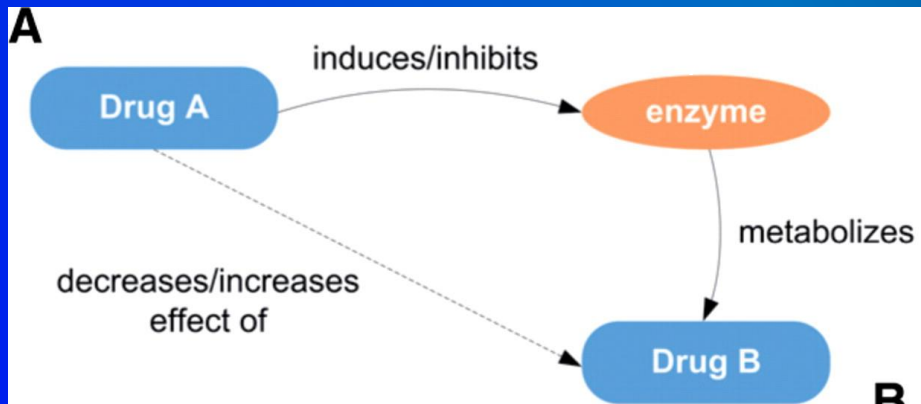 A
induces/inhibits
Drug A
enzyme
metabolizes
decreases/increases
effect of
Drug B
B